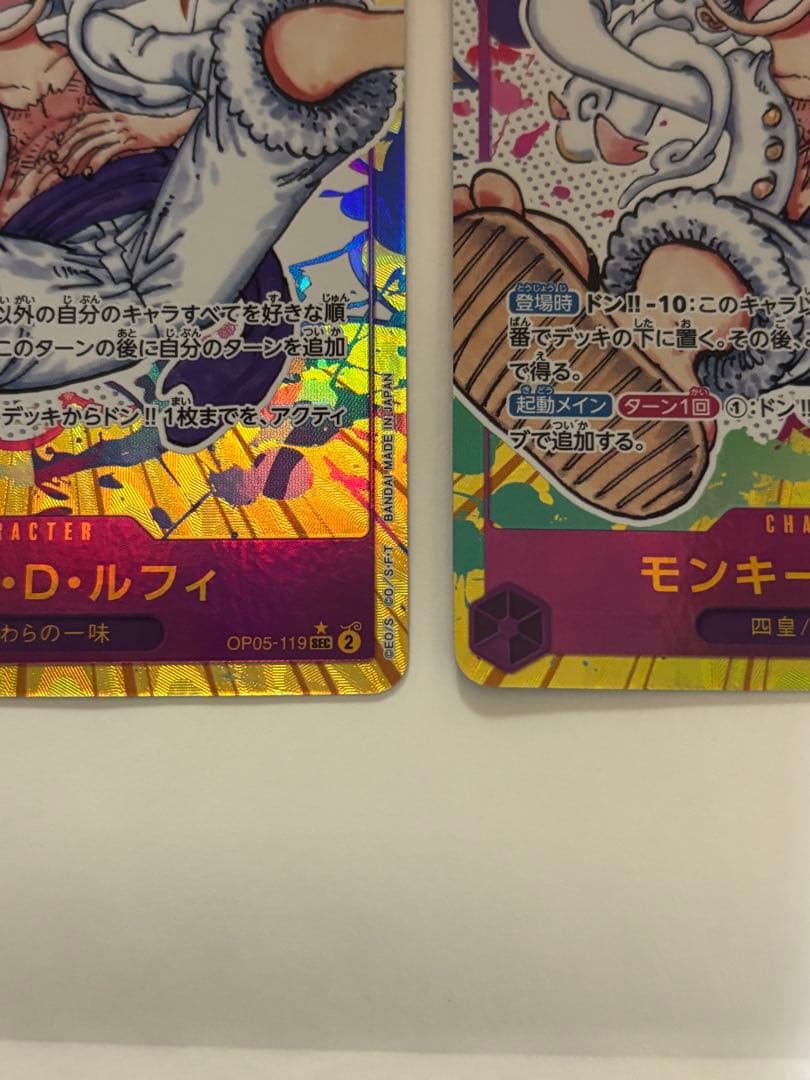 以外の自分のキャラすべてを好きな順
このターンの後に自分のターンを追加
デッキからドン!!1枚までを、アクティ
RACTER
・D・ルフィ
わらの一味
OP05-119 SEC 2
©EO/S CO/S・F・T BANDAI MADE IN JAPAN
登場時 ドン!!-10:このキャラ
番でデッキの下に置く。その後、
で得る。
起動メイン ターン1回 ①:ドン!!
ブで追加する。
CHA
モンキー
四皇/